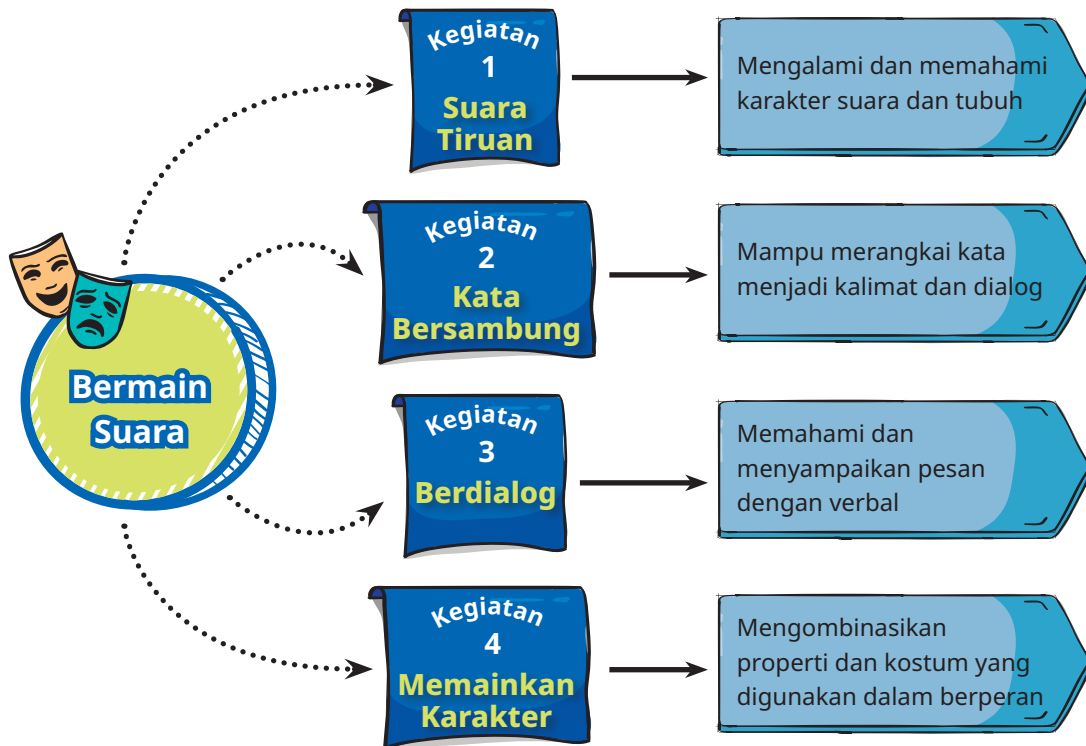 Bermain
Suara
Kegiatan
1
Suara
Tiruan
Mengalami dan memahami
karakter suara dan tubuh
Kegiatan
2
Kata
Bersambung
Mampu merangkai kata
menjadi kalimat dan dialog
Kegiatan
3
Berdialog
Memahami dan
menyampaikan pesan
dengan verbal
Kegiatan
4
Memainkan
Karakter
Mengombinasikan
properti dan kostum yang
digunakan dalam berperan